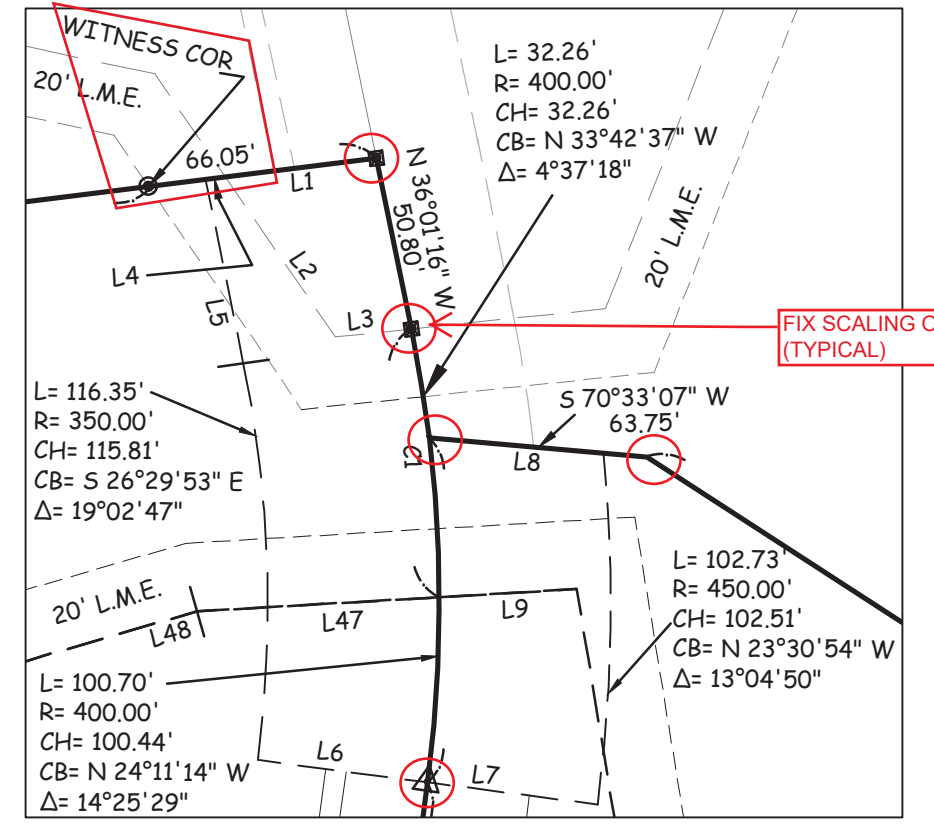 WITNESS COR
20' L.M.E.
66.05'
L1
L4
L2
L5
L3
N 36°01'16" W
50.80'
L= 32.26'
R= 400.00'
CH= 32.26'
CB= N 33°42'37" W
Δ= 4°37'18"
20' L.M.E.
FIX SCALING
(TYPICAL)
L= 116.35'
R= 350.00'
CH= 115.81'
CB= S 26°29'53" E
Δ= 19°02'47"
S 70°33'07" W
63.75'
C1
L8
20' L.M.E.
L48
L47
L9
L= 102.73'
R= 450.00'
CH= 102.51'
CB= N 23°30'54" W
Δ= 13°04'50"
L= 100.70'
R= 400.00'
CH= 100.44'
CB= N 24°11'14" W
Δ= 14°25'29"
L6
L7